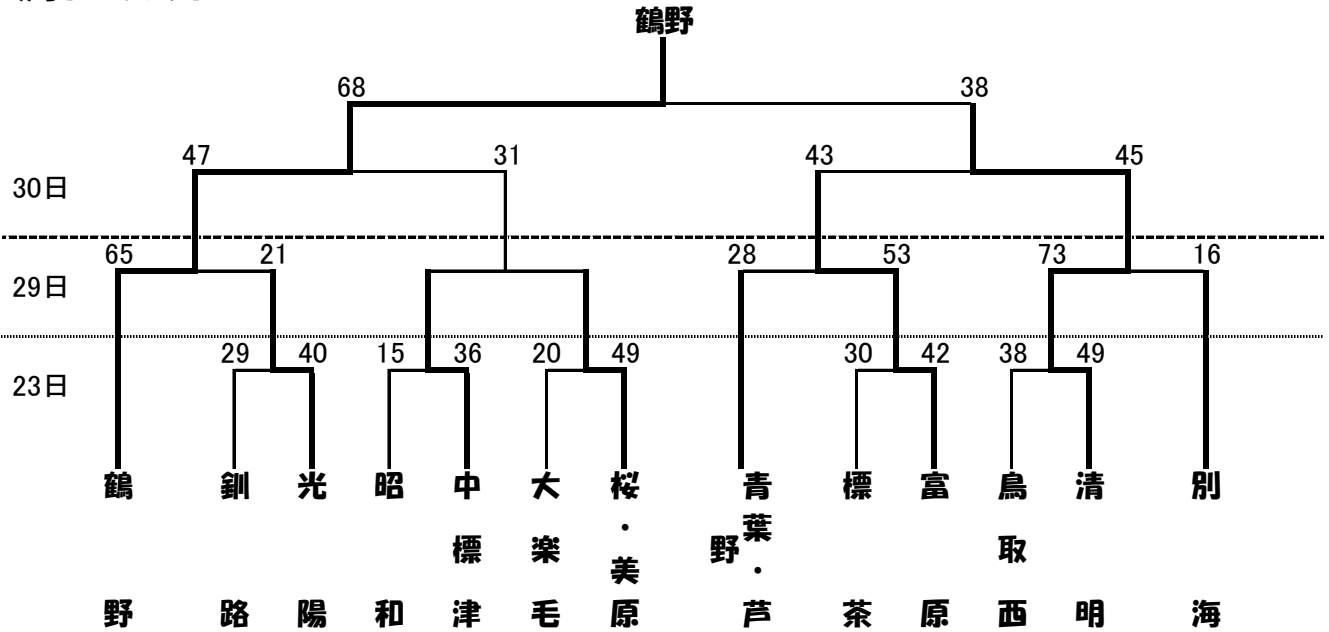 鶴野
68 38
47 31 43 45
30日
65 21 28 53 73 16
29日
29 40 15 36 20 49 30 42 38 49
23日
鶴野
釧路
光陽
昭和
中標津
大楽毛
桜・美原
青葉・芦野
標茶
富原
鳥取西
清明
別海